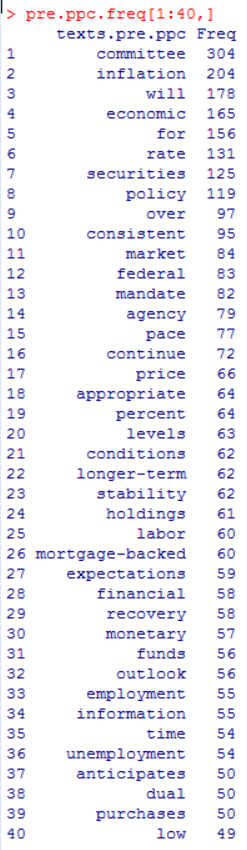 > pre.ppc.freq[1:40,]
texts.pre.ppc Freq
1 committee 304
2 inflation 204
3 will 178
4 economic 165
5 for 156
6 rate 131
7 securities 125
8 policy 119
9 over 97
10 consistent 95
11 market 84
12 federal 83
13 mandate 82
14 agency 79
15 pace 77
16 continue 72
17 price 66
18 appropriate 64
19 percent 64
20 levels 63
21 conditions 62
22 longer-term 62
23 stability 62
24 holdings 61
25 labor 60
26 mortgage-backed 60
27 expectations 59
28 financial 58
29 recovery 58
30 monetary 57
31 funds 56
32 outlook 56
33 employment 55
34 information 55
35 time 54
36 unemployment 54
37 anticipates 50
38 dual 50
39 purchases 50
40 low 49